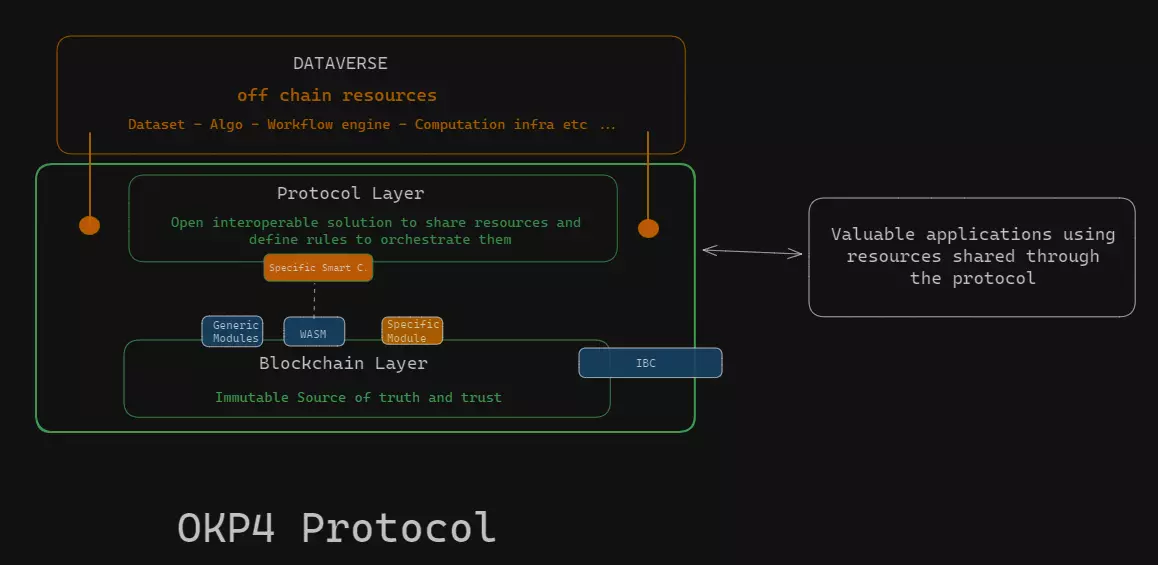 DATAVERSE
off chain resources
Dataset - Algo - Workflow engine - Computation infra etc ...
Protocol Layer
Open interoperable solution to share resources and
define rules to orchestrate them
Specific Smart C.
Valuable applications using
resources shared through
the protocol
Generic
Modules
WASM
Specific
Module
Blockchain Layer
IBC
Immutable Source of truth and trust
OKP4 Protocol